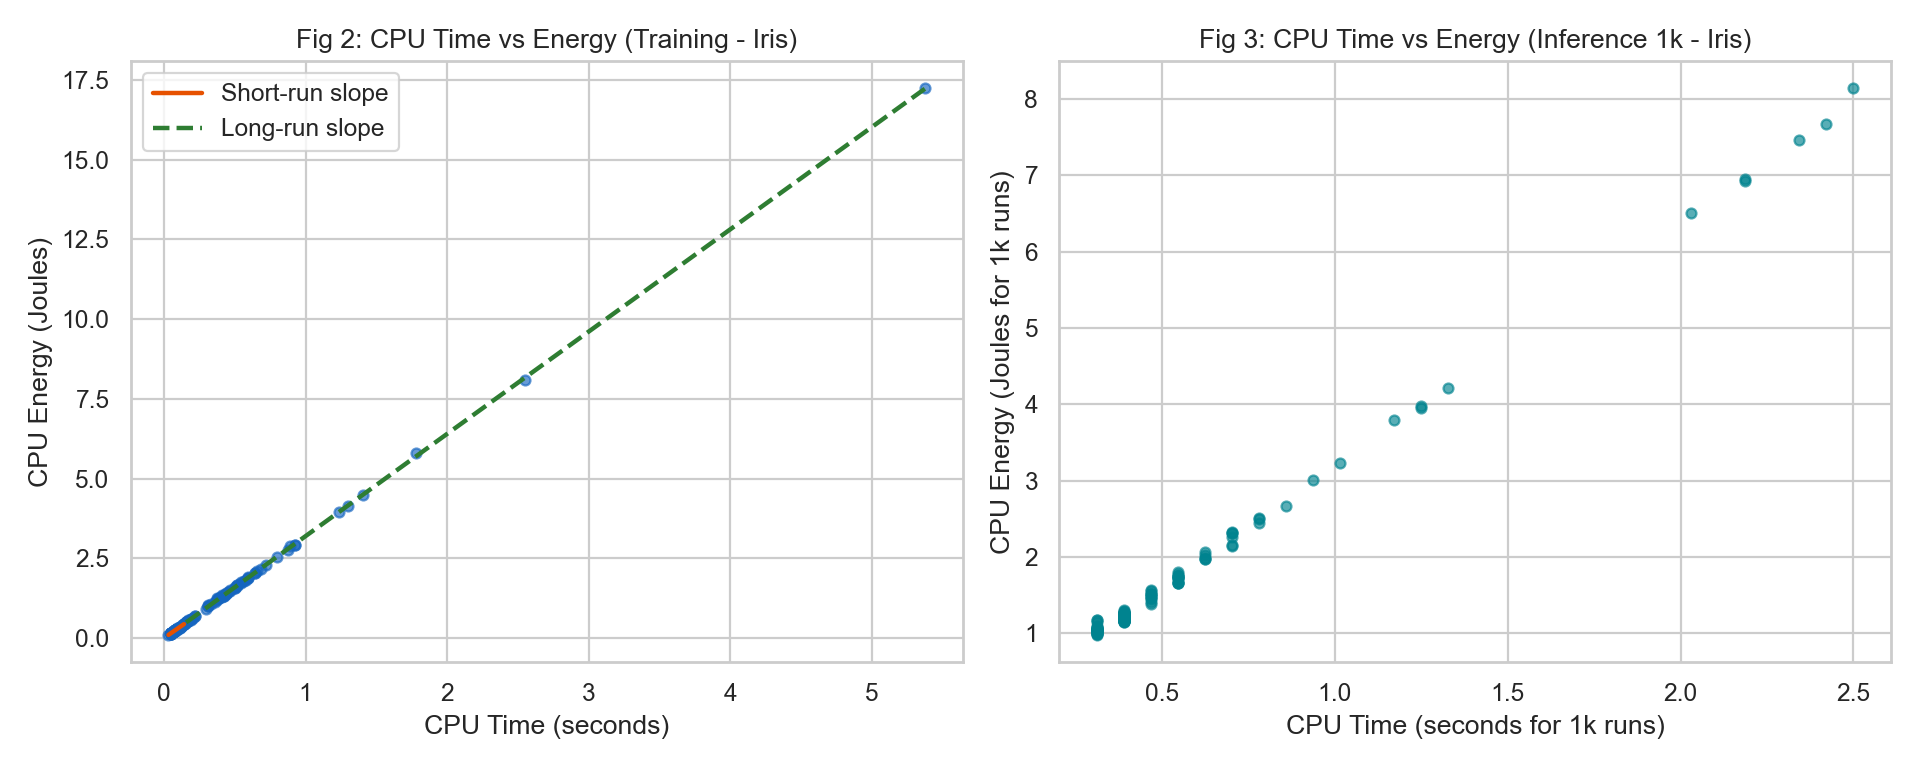 Fig 2: CPU Time vs Energy (Training - Iris)
Short-run slope
Long-run slope
17.5
15.0
12.5
10.0
7.5
5.0
2.5
0.0
CPU Energy (Joules)
0 1 2 3 4 5
CPU Time (seconds)
Fig 3: CPU Time vs Energy (Inference 1k - Iris)
8
7
6
5
4
3
2
1
CPU Energy (Joules for 1k runs)
0.5 1.0 1.5 2.0 2.5
CPU Time (seconds for 1k runs)